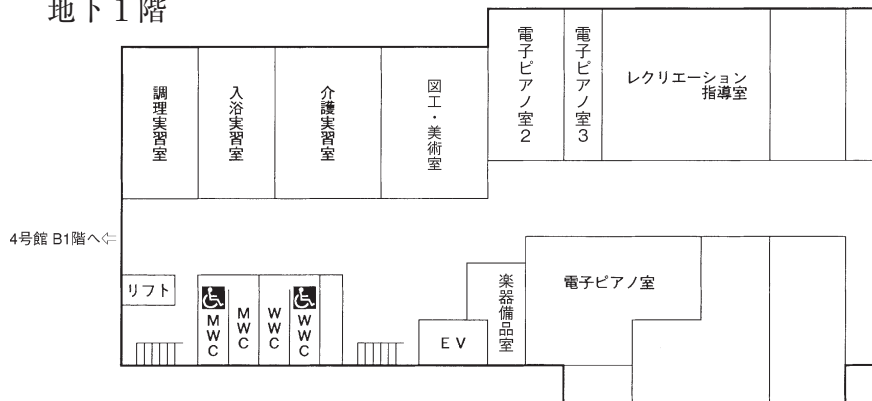 地下1階
調理実習室
入浴実習室
介護実習室
図工・美術室
電子ピアノ室2
電子ピアノ室3
レクリエーション
指導室
4号館 B1階へ⇦
リフト
MWC
MWC
WWC
WWC
EV
楽器備品室
電子ピアノ室